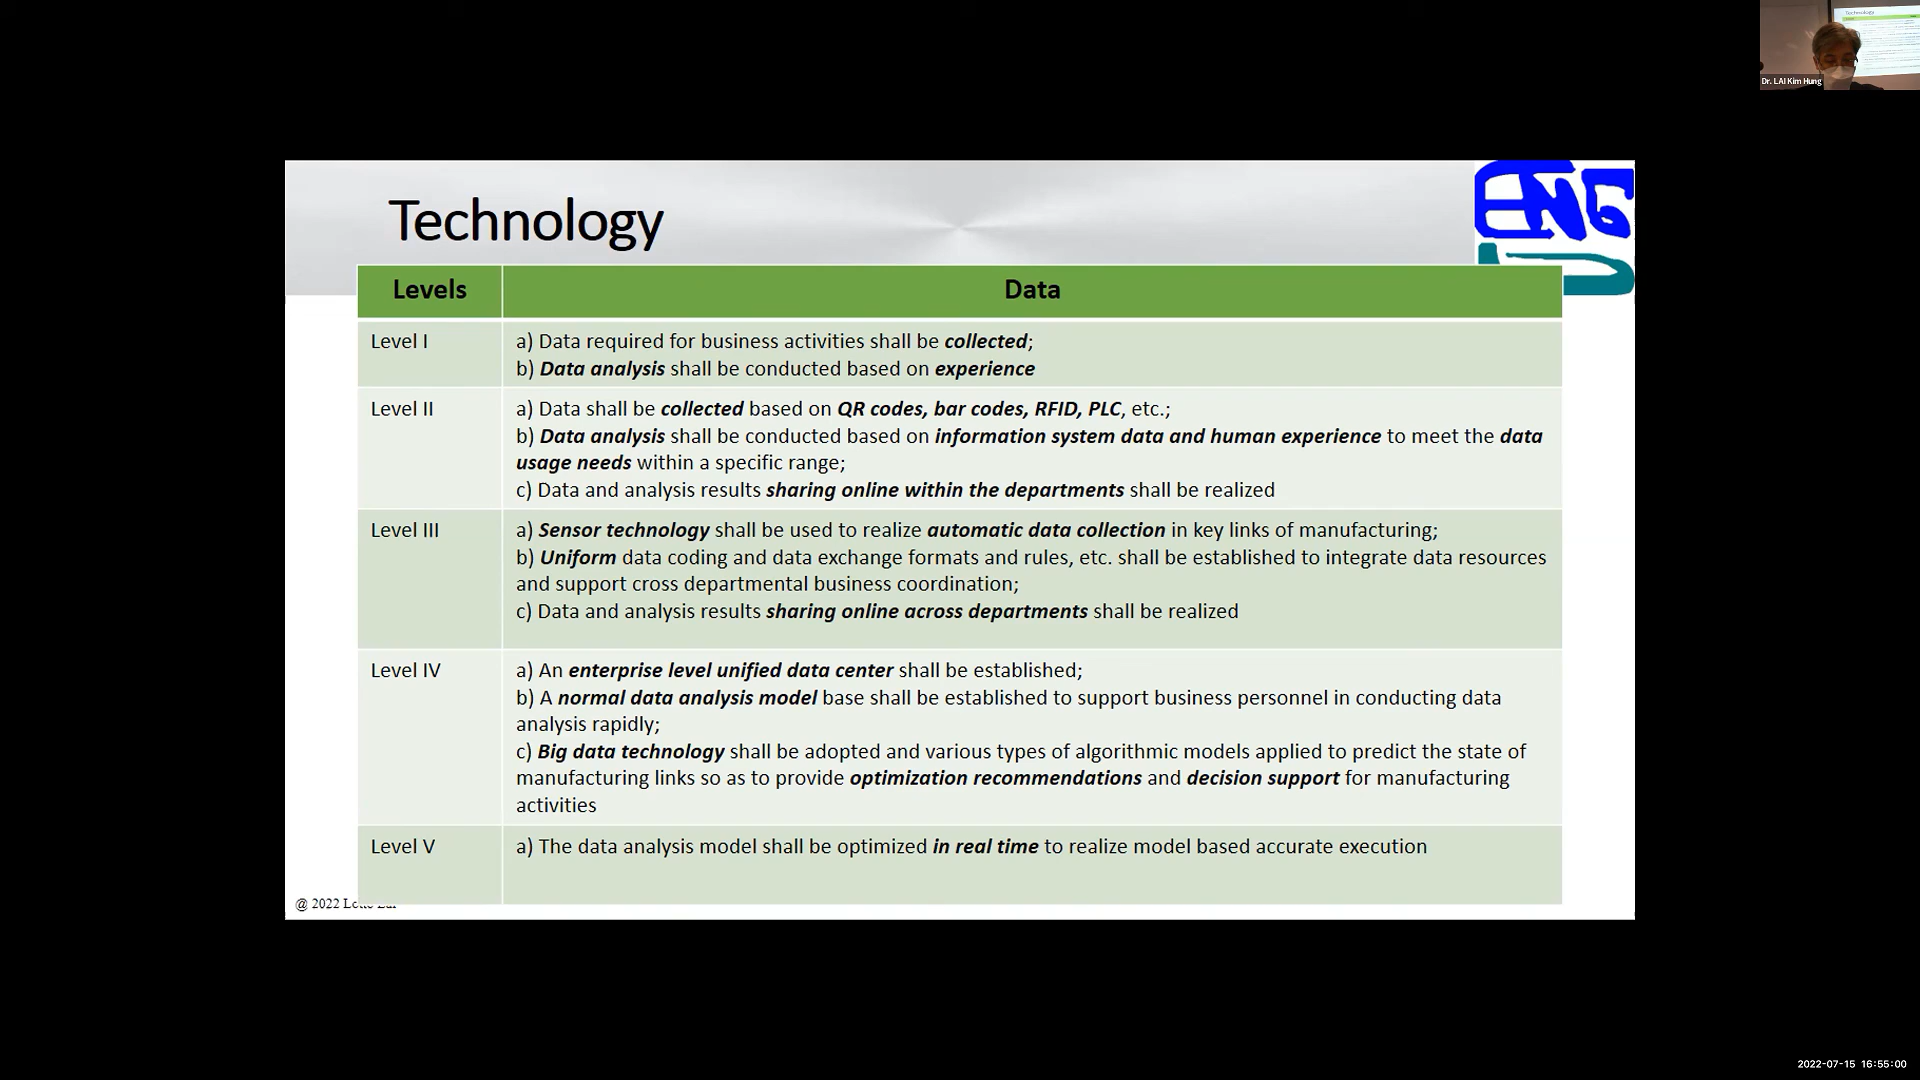 Technology
Dr. LAI Kim Hung
Technology
ENG
Levels
Data
Level I
a) Data required for business activities shall be collected;
b) Data analysis shall be conducted based on experience
Level II
a) Data shall be collected based on QR codes, bar codes, RFID, PLC, etc.;
b) Data analysis shall be conducted based on information system data and human experience to meet the data
usage needs within a specific range;
c) Data and analysis results sharing online within the departments shall be realized
Level III
a) Sensor technology shall be used to realize automatic data collection in key links of manufacturing;
b) Uniform data coding and data exchange formats and rules, etc. shall be established to integrate data resources
and support cross departmental business coordination;
c) Data and analysis results sharing online across departments shall be realized
Level IV
a) An enterprise level unified data center shall be established;
b) A normal data analysis model base shall be established to support business personnel in conducting data
analysis rapidly;
c) Big data technology shall be adopted and various types of algorithmic models applied to predict the state of
manufacturing links so as to provide optimization recommendations and decision support for manufacturing
activities
Level V
a) The data analysis model shall be optimized in real time to realize model based accurate execution
@ 2022
2022-07-15 16:55:00